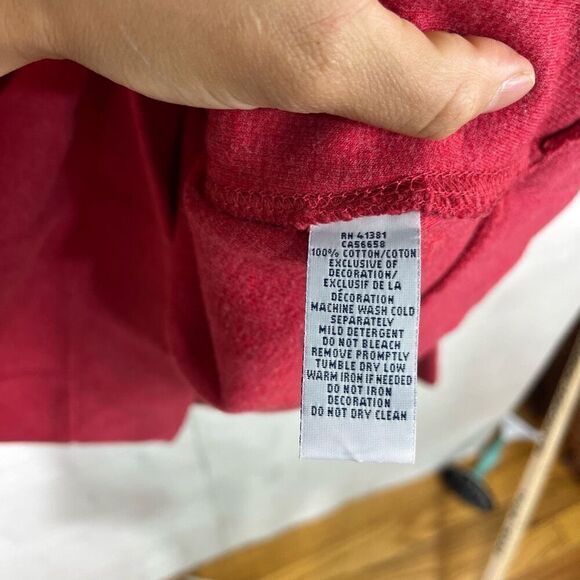 RN 41381
CA56658
100% COTTON/COTON
EXCLUSIVE OF
DECORATION/
EXCLUSIF DE LA
DÉCORATION
MACHINE WASH COLD
SEPARATELY
MILD DETERGENT
DO NOT BLEACH
REMOVE PROMPTLY
TUMBLE DRY LOW
WARM IRON IF NEEDED
DO NOT IRON
DECORATION
DO NOT DRY CLEAN